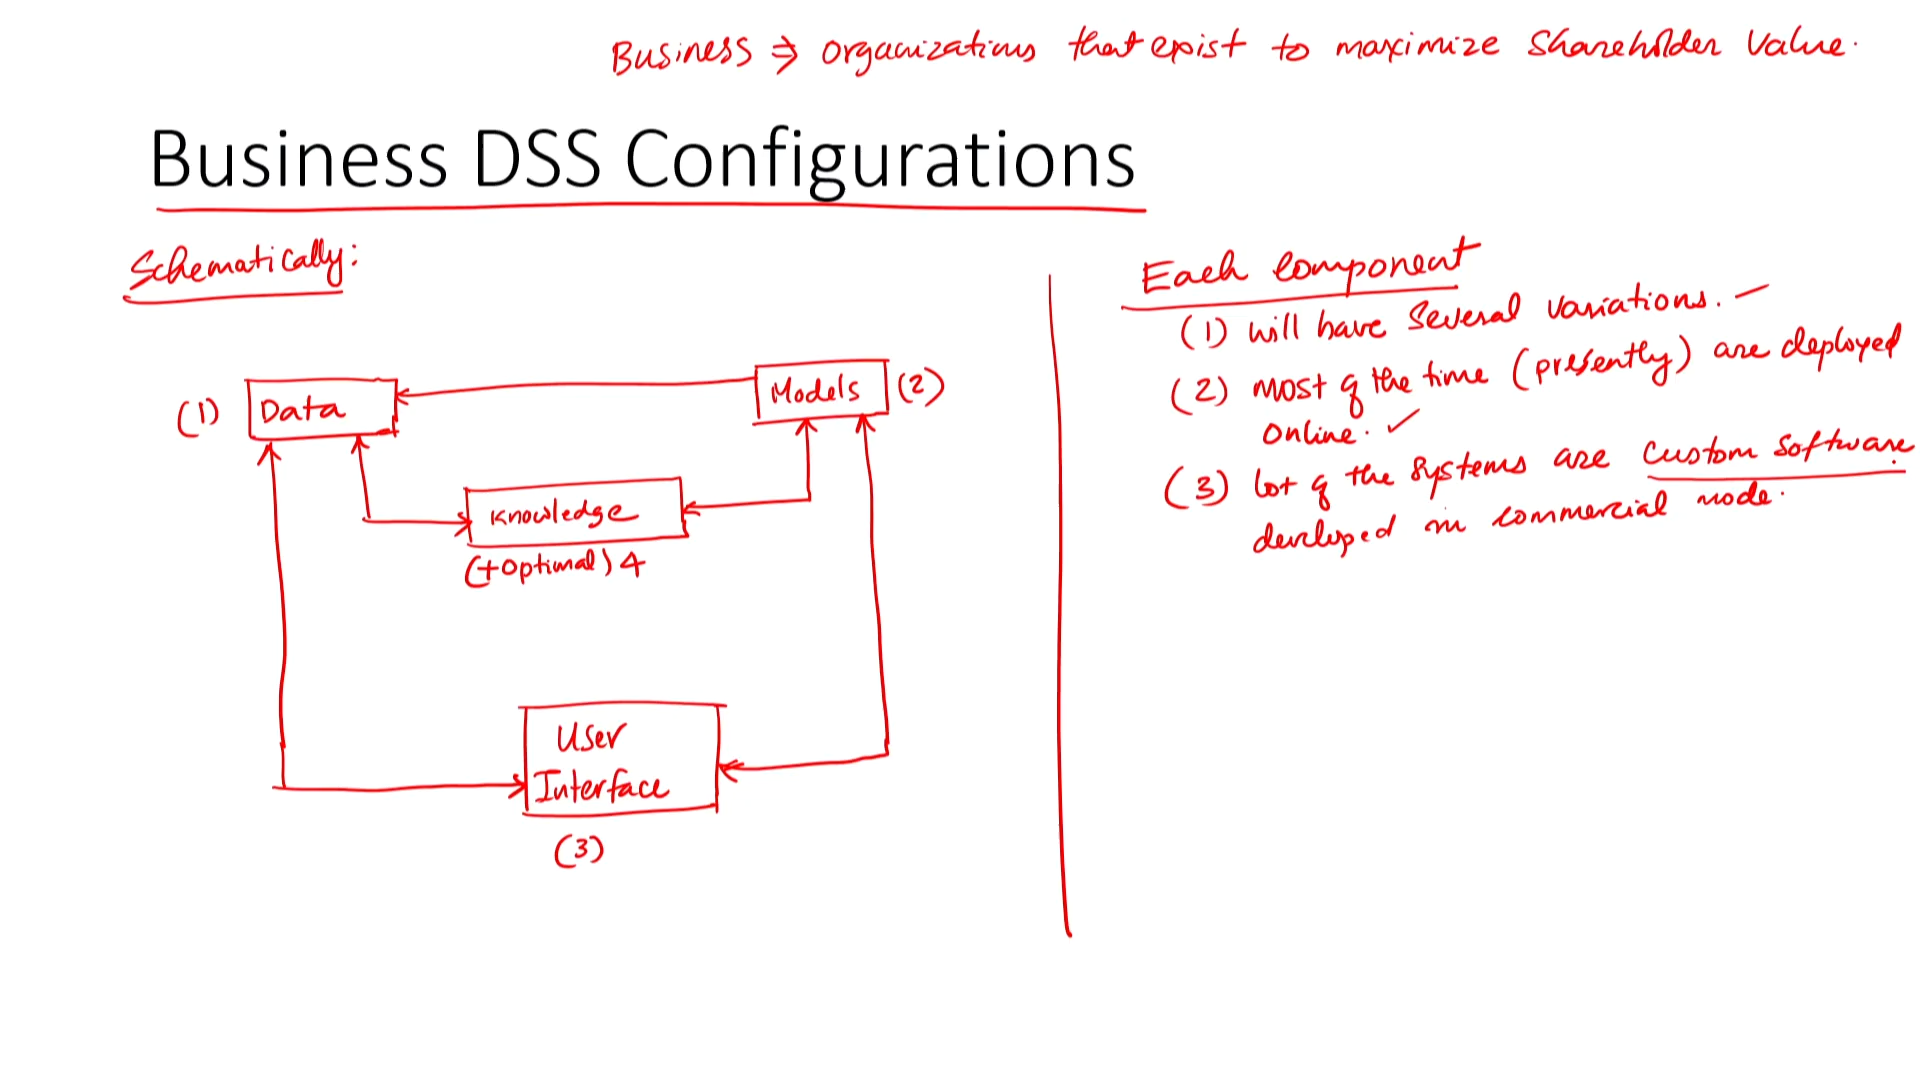 Business ⇒ organizations that exist to maximize shareholder value.
Business DSS Configurations
Schematically:
(1) Data
Models (2)
Knowledge
(+optimal) 4
User
Interface
(3)
Each component
(1) will have several variations.
(2) most of the time (presently) are deployed
online. ✓
(3) lot of the systems are custom software
developed in commercial mode.